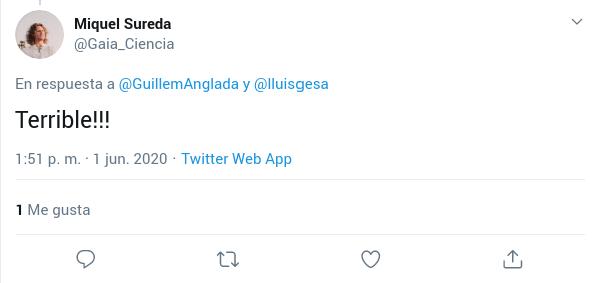 Miquel Sureda
@Gaia_Ciencia
En respuesta a @GuillemAnglada y @lluisgesa
Terrible!!!
1:51 p. m. · 1 jun. 2020 · Twitter Web App
1 Me gusta